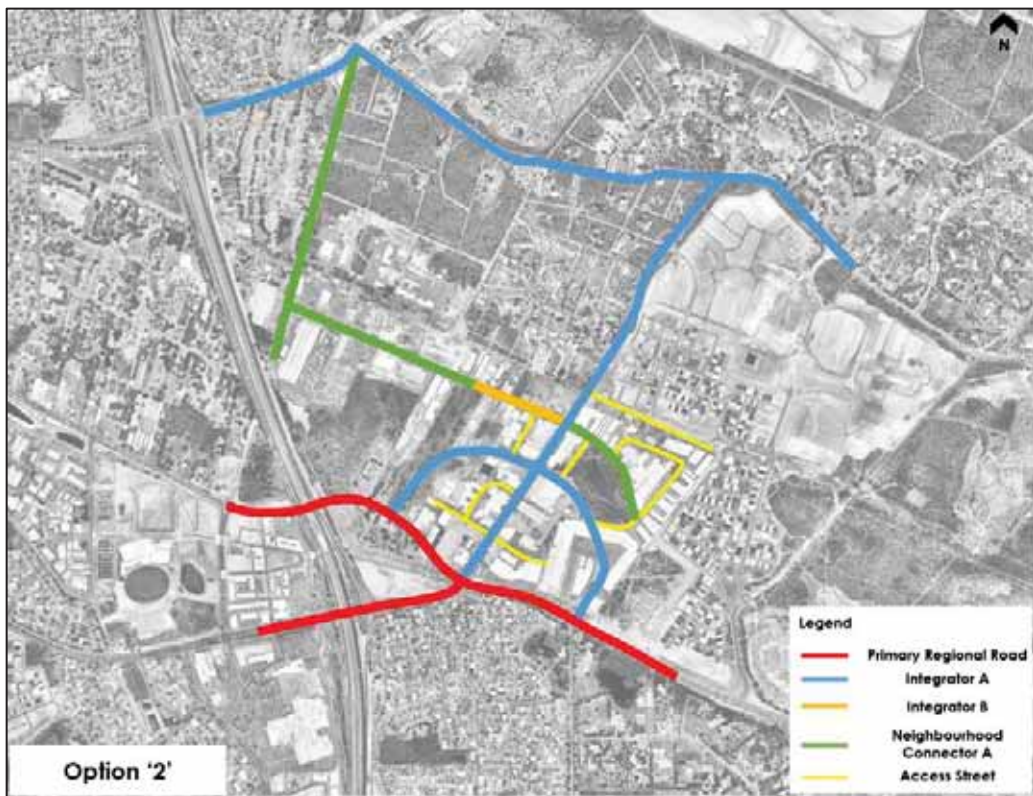 N
Legend
Primary Regional Road
Integrator A
Integrator B
Neighbourhood
Connector A
Access Street
Option '2'